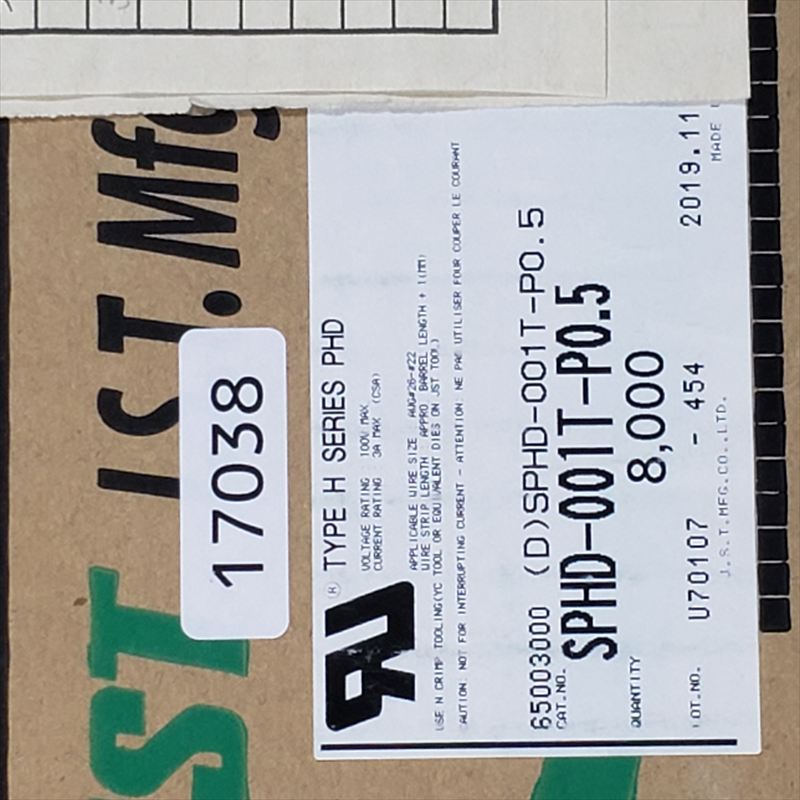 JST
J.S.T.Mfg
17038
® TYPE H SERIES PHD
VOLTAGE RATING : 100V MAX
CURRENT RATING : 3A MAX (CSA)
APPLICABLE WIRE SIZE : AWG#26-#22
WIRE STRIP LENGTH : APPRO BARREL LENGTH + 1(MM)
USE N CRIMP TOOLING(YC TOOL OR EQUIVALENT DIES ON JST TOOL)
CAUTION: NOT FOR INTERRUPTING CURRENT - ATTENTION: NE PAS UTILISER POUR COUPER LE COURANT
65003000 (D)SPHD-001T-P0.5
CAT.NO. SPHD-001T-P0.5
QUANTITY 8,000
LOT.NO. U70107 - 454 2019.11
J.S.T.MFG.CO.,LTD. MADE